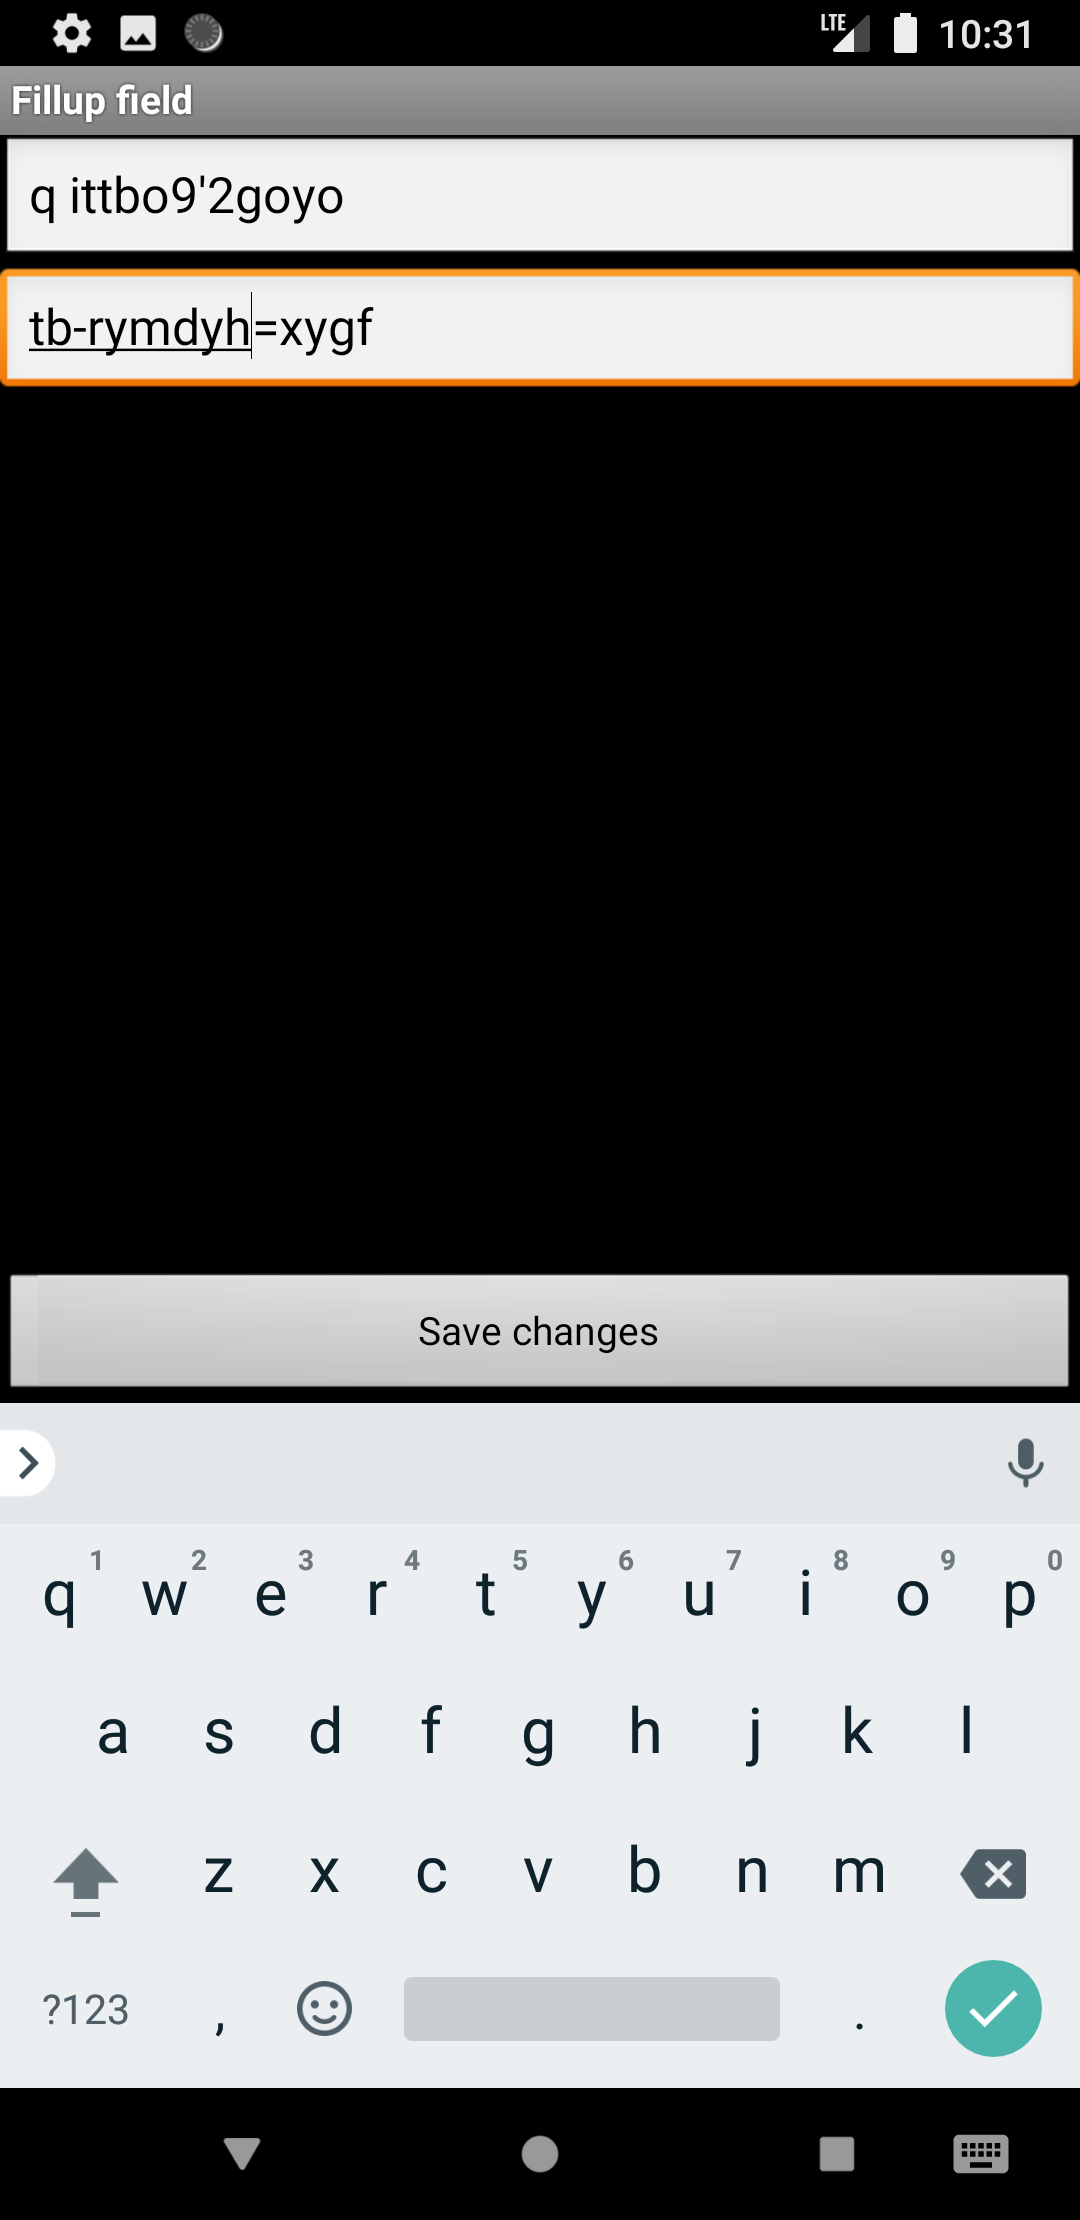 LTE 10:31
Fillup field
q ittbo9'2goyo
tb-rymdyh=xygf
Save changes
1 2 3 4 5 6 7 8 9 0
q w e r t y u i o p
a s d f g h j k l
z x c v b n m
?123 , .